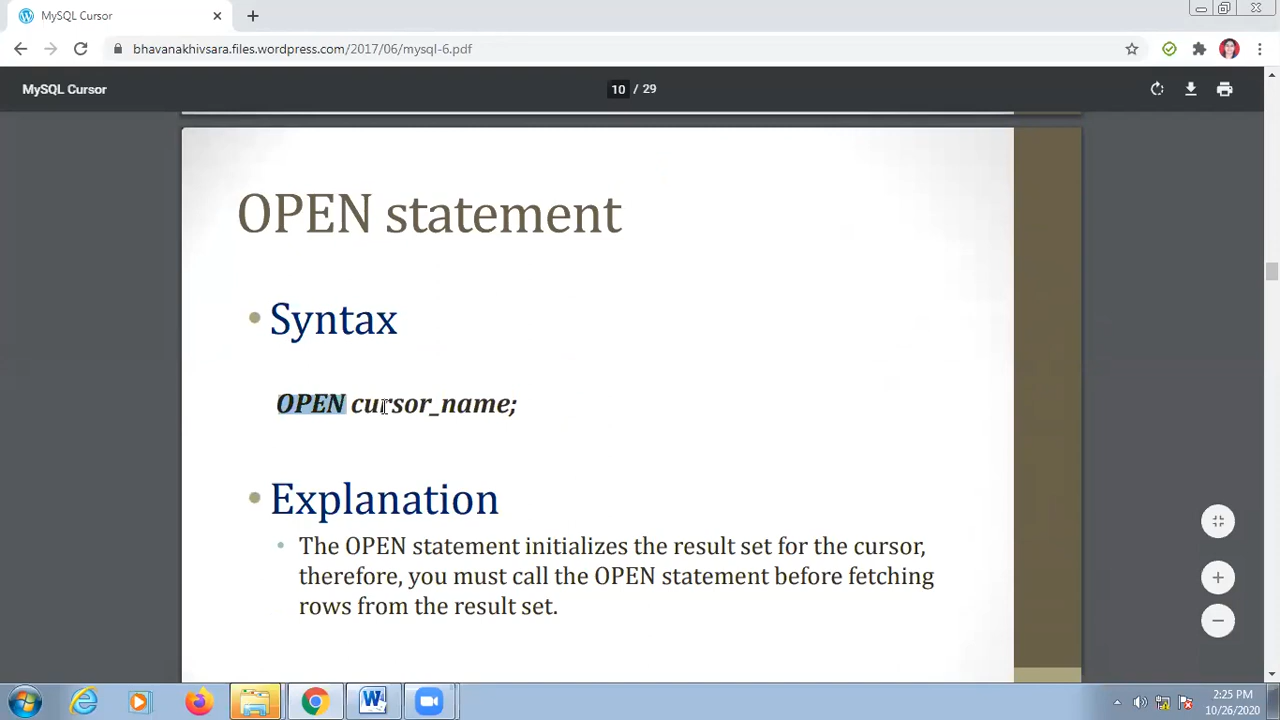 MySQL Cursor
bhavanakhivsara.files.wordpress.com/2017/06/mysql-6.pdf
MySQL Cursor
10 / 29
OPEN statement
• Syntax
OPEN cursor_name;
• Explanation
• The OPEN statement initializes the result set for the cursor,
therefore, you must call the OPEN statement before fetching
rows from the result set.
2:25 PM
10/26/2020